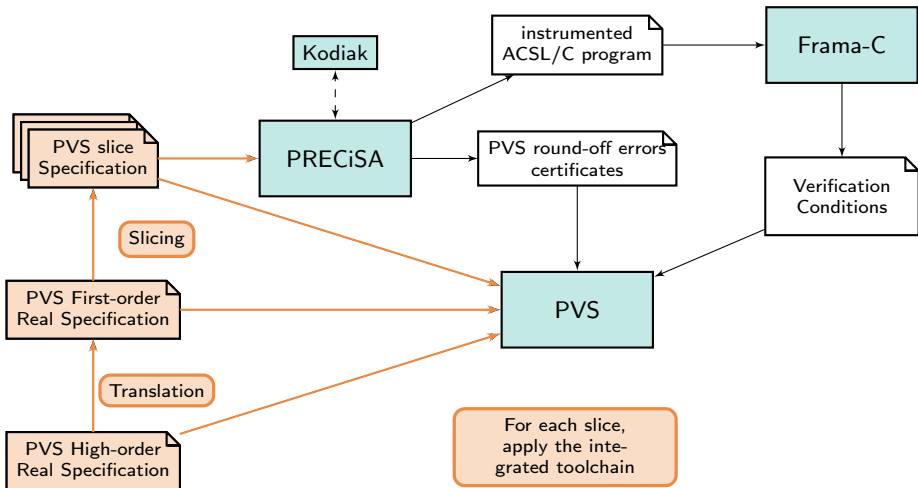 instrumented
ACSL/C program
Frama-C
Kodiak
PVS slice
Specification
PRECiSA
PVS round-off errors
certificates
Verification
Conditions
Slicing
PVS First-order
Real Specification
PVS
Translation
For each slice,
apply the inte-
grated toolchain
PVS High-order
Real Specification